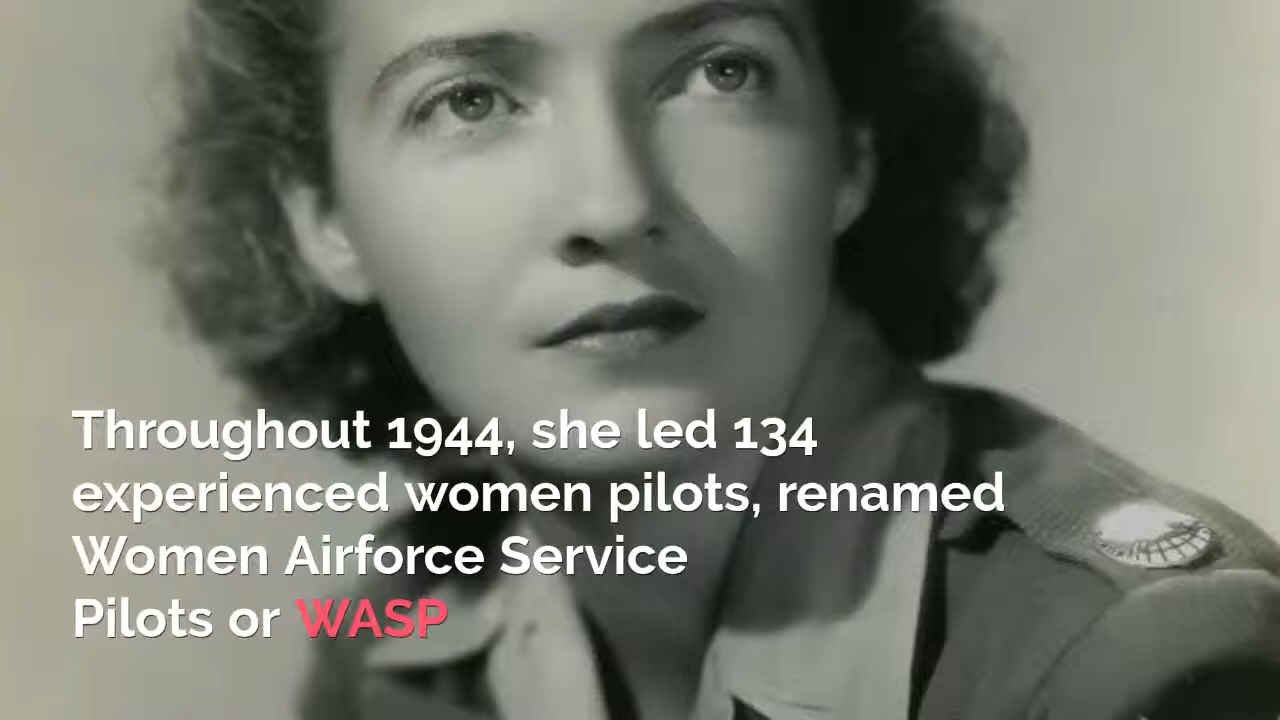 Throughout 1944, she led 134
experienced women pilots, renamed
Women Airforce Service
Pilots or WASP